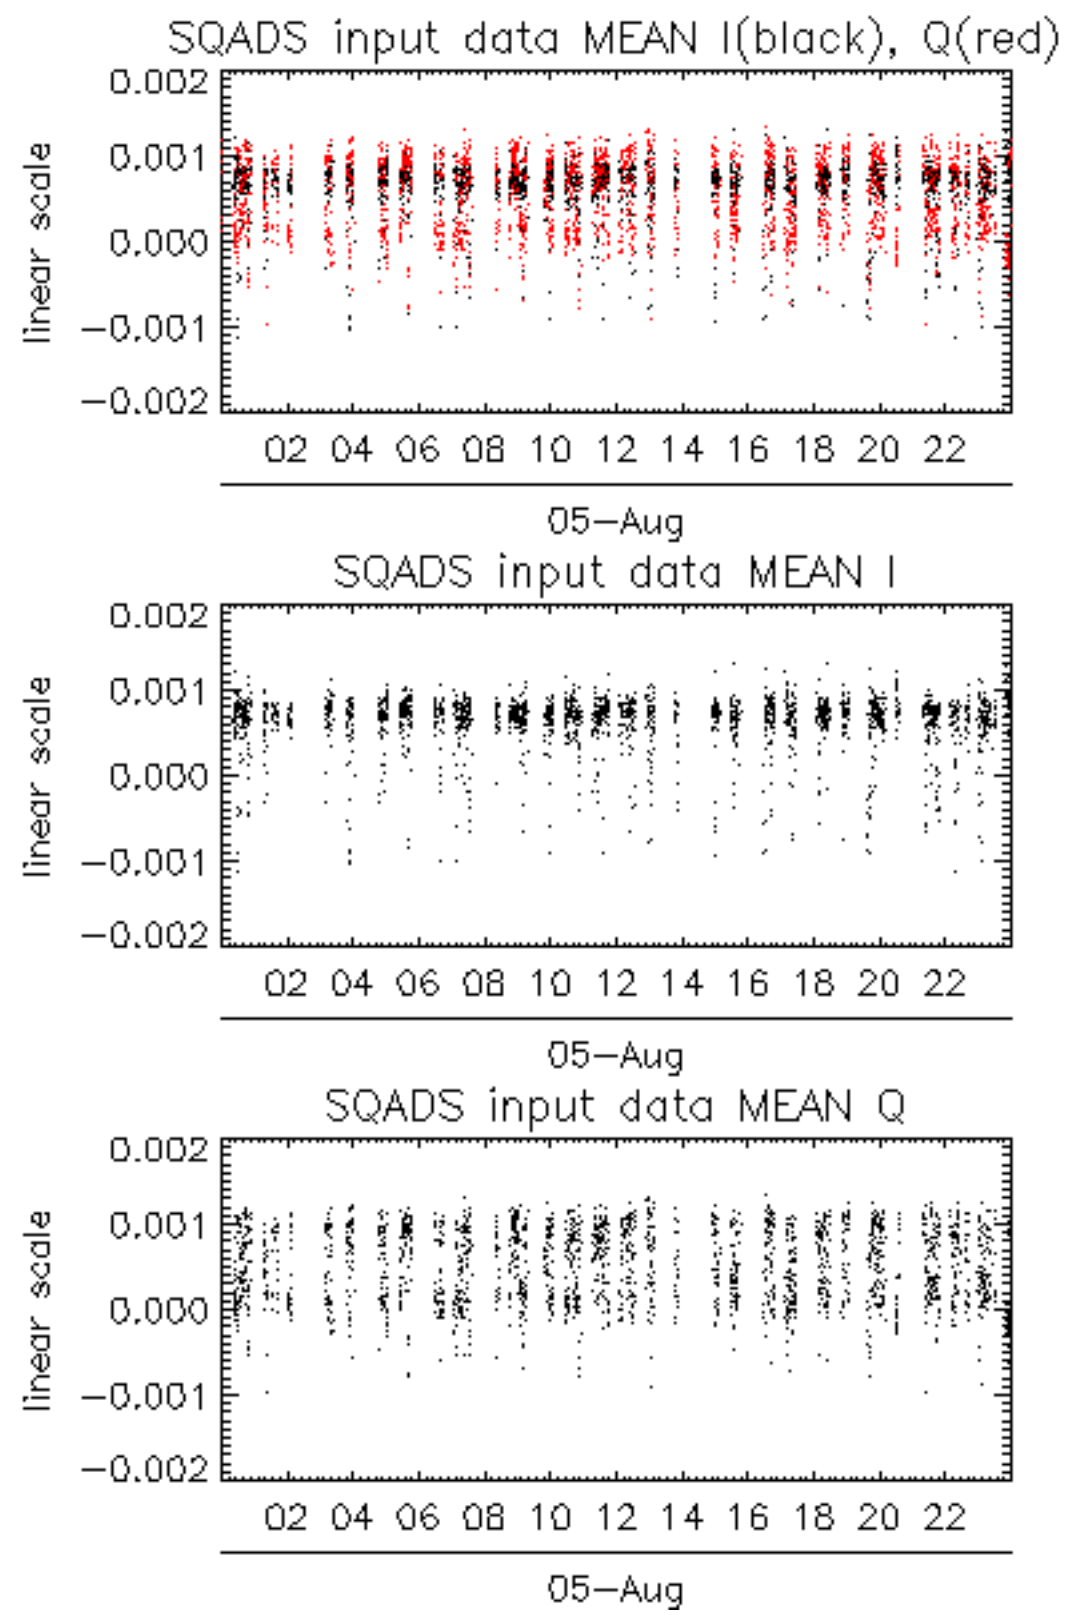 SQADS input data MEAN I(black), Q(red)
0.002
0.001
0.000
−0.001
−0.002
linear scale
02 04 06 08 10 12 14 16 18 20 22
05−Aug
SQADS input data MEAN I
0.002
0.001
0.000
−0.001
−0.002
linear scale
02 04 06 08 10 12 14 16 18 20 22
05−Aug
SQADS input data MEAN Q
0.002
0.001
0.000
−0.001
−0.002
linear scale
02 04 06 08 10 12 14 16 18 20 22
05−Aug